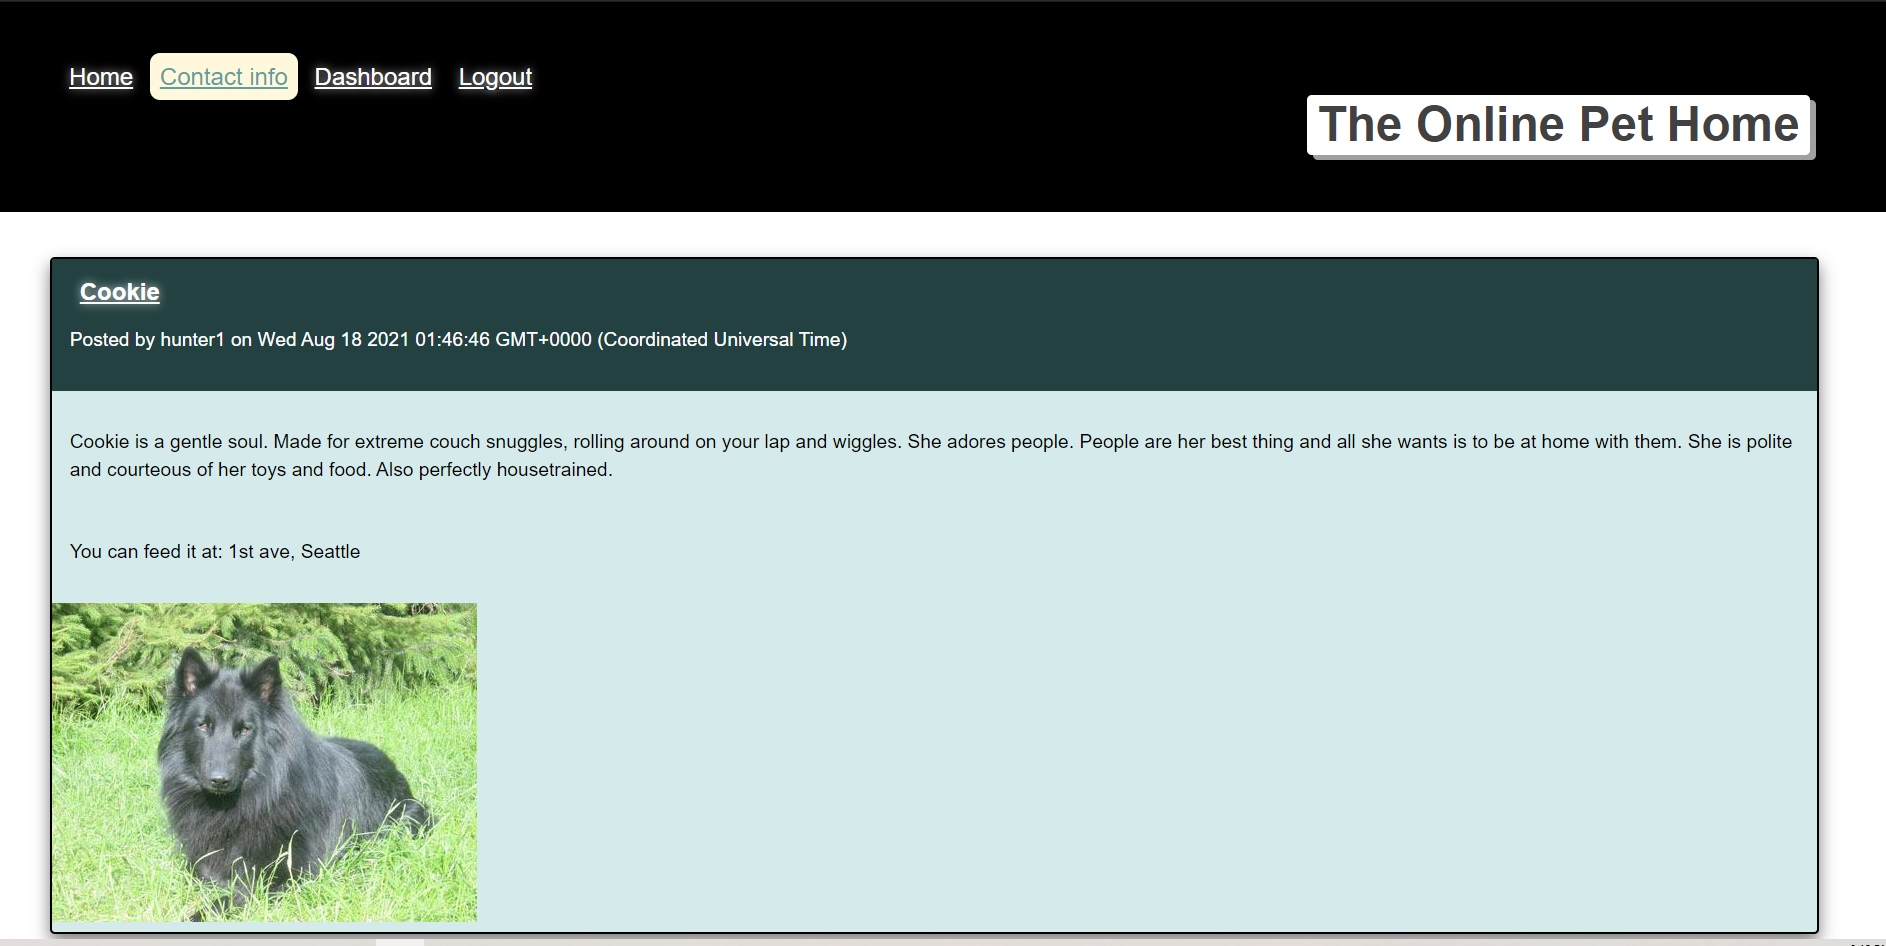 Home Contact info Dashboard Logout
The Online Pet Home
Cookie
Posted by hunter1 on Wed Aug 18 2021 01:46:46 GMT+0000 (Coordinated Universal Time)
Cookie is a gentle soul. Made for extreme couch snuggles, rolling around on your lap and wiggles. She adores people. People are her best thing and all she wants is to be at home with them. She is polite
and courteous of her toys and food. Also perfectly housetrained.
You can feed it at: 1st ave, Seattle